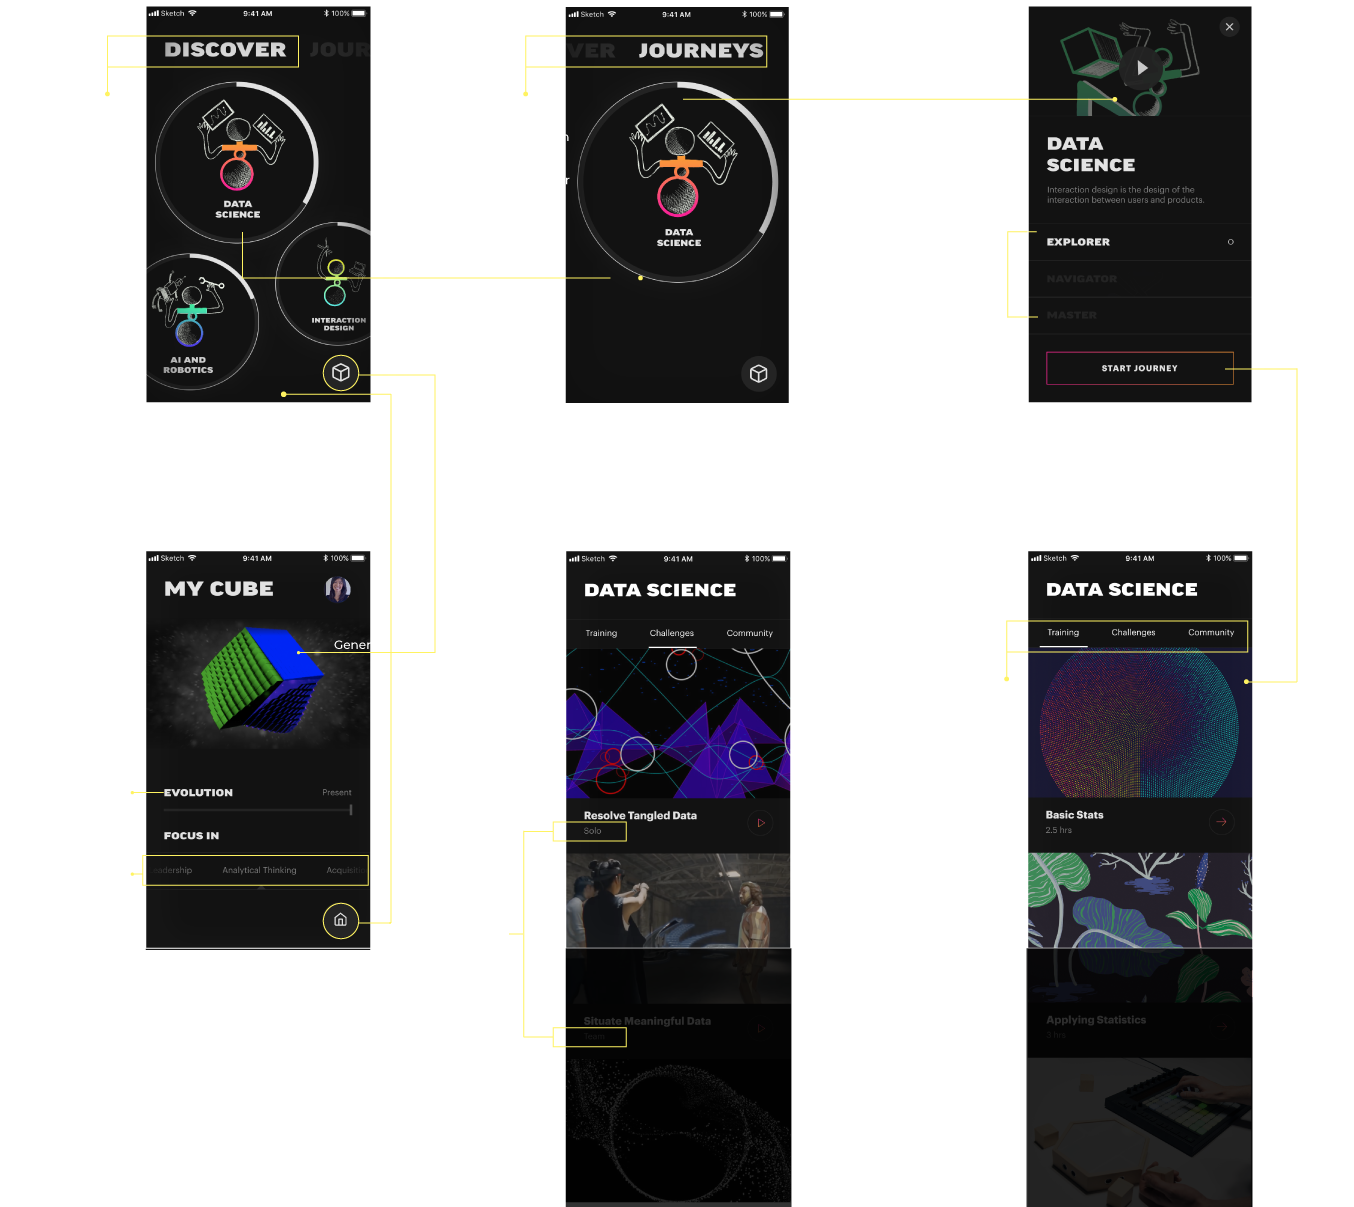 Sketch 9:41 AM 100%
DISCOVER JOUR
DATA
SCIENCE
INTERACTION
DESIGN
AI AND
ROBOTICS
Sketch 9:41 AM 100%
VER JOURNEYS
n
r
DATA
SCIENCE
DATA
SCIENCE
Interaction design is the design of the
interaction between users and products.
EXPLORER
NAVIGATOR
MASTER
START JOURNEY
Sketch 9:41 AM 100%
MY CUBE
Gener
EVOLUTION Present
FOCUS IN
eadership Analytical Thinking Acquisiti
Sketch 9:41 AM 100%
DATA SCIENCE
Training Challenges Community
Resolve Tangled Data
Solo
Situate Meaningful Data
Team
Sketch 9:41 AM 100%
DATA SCIENCE
Training Challenges Community
Basic Stats
2.5 hrs
Applying Statistics
3 hrs